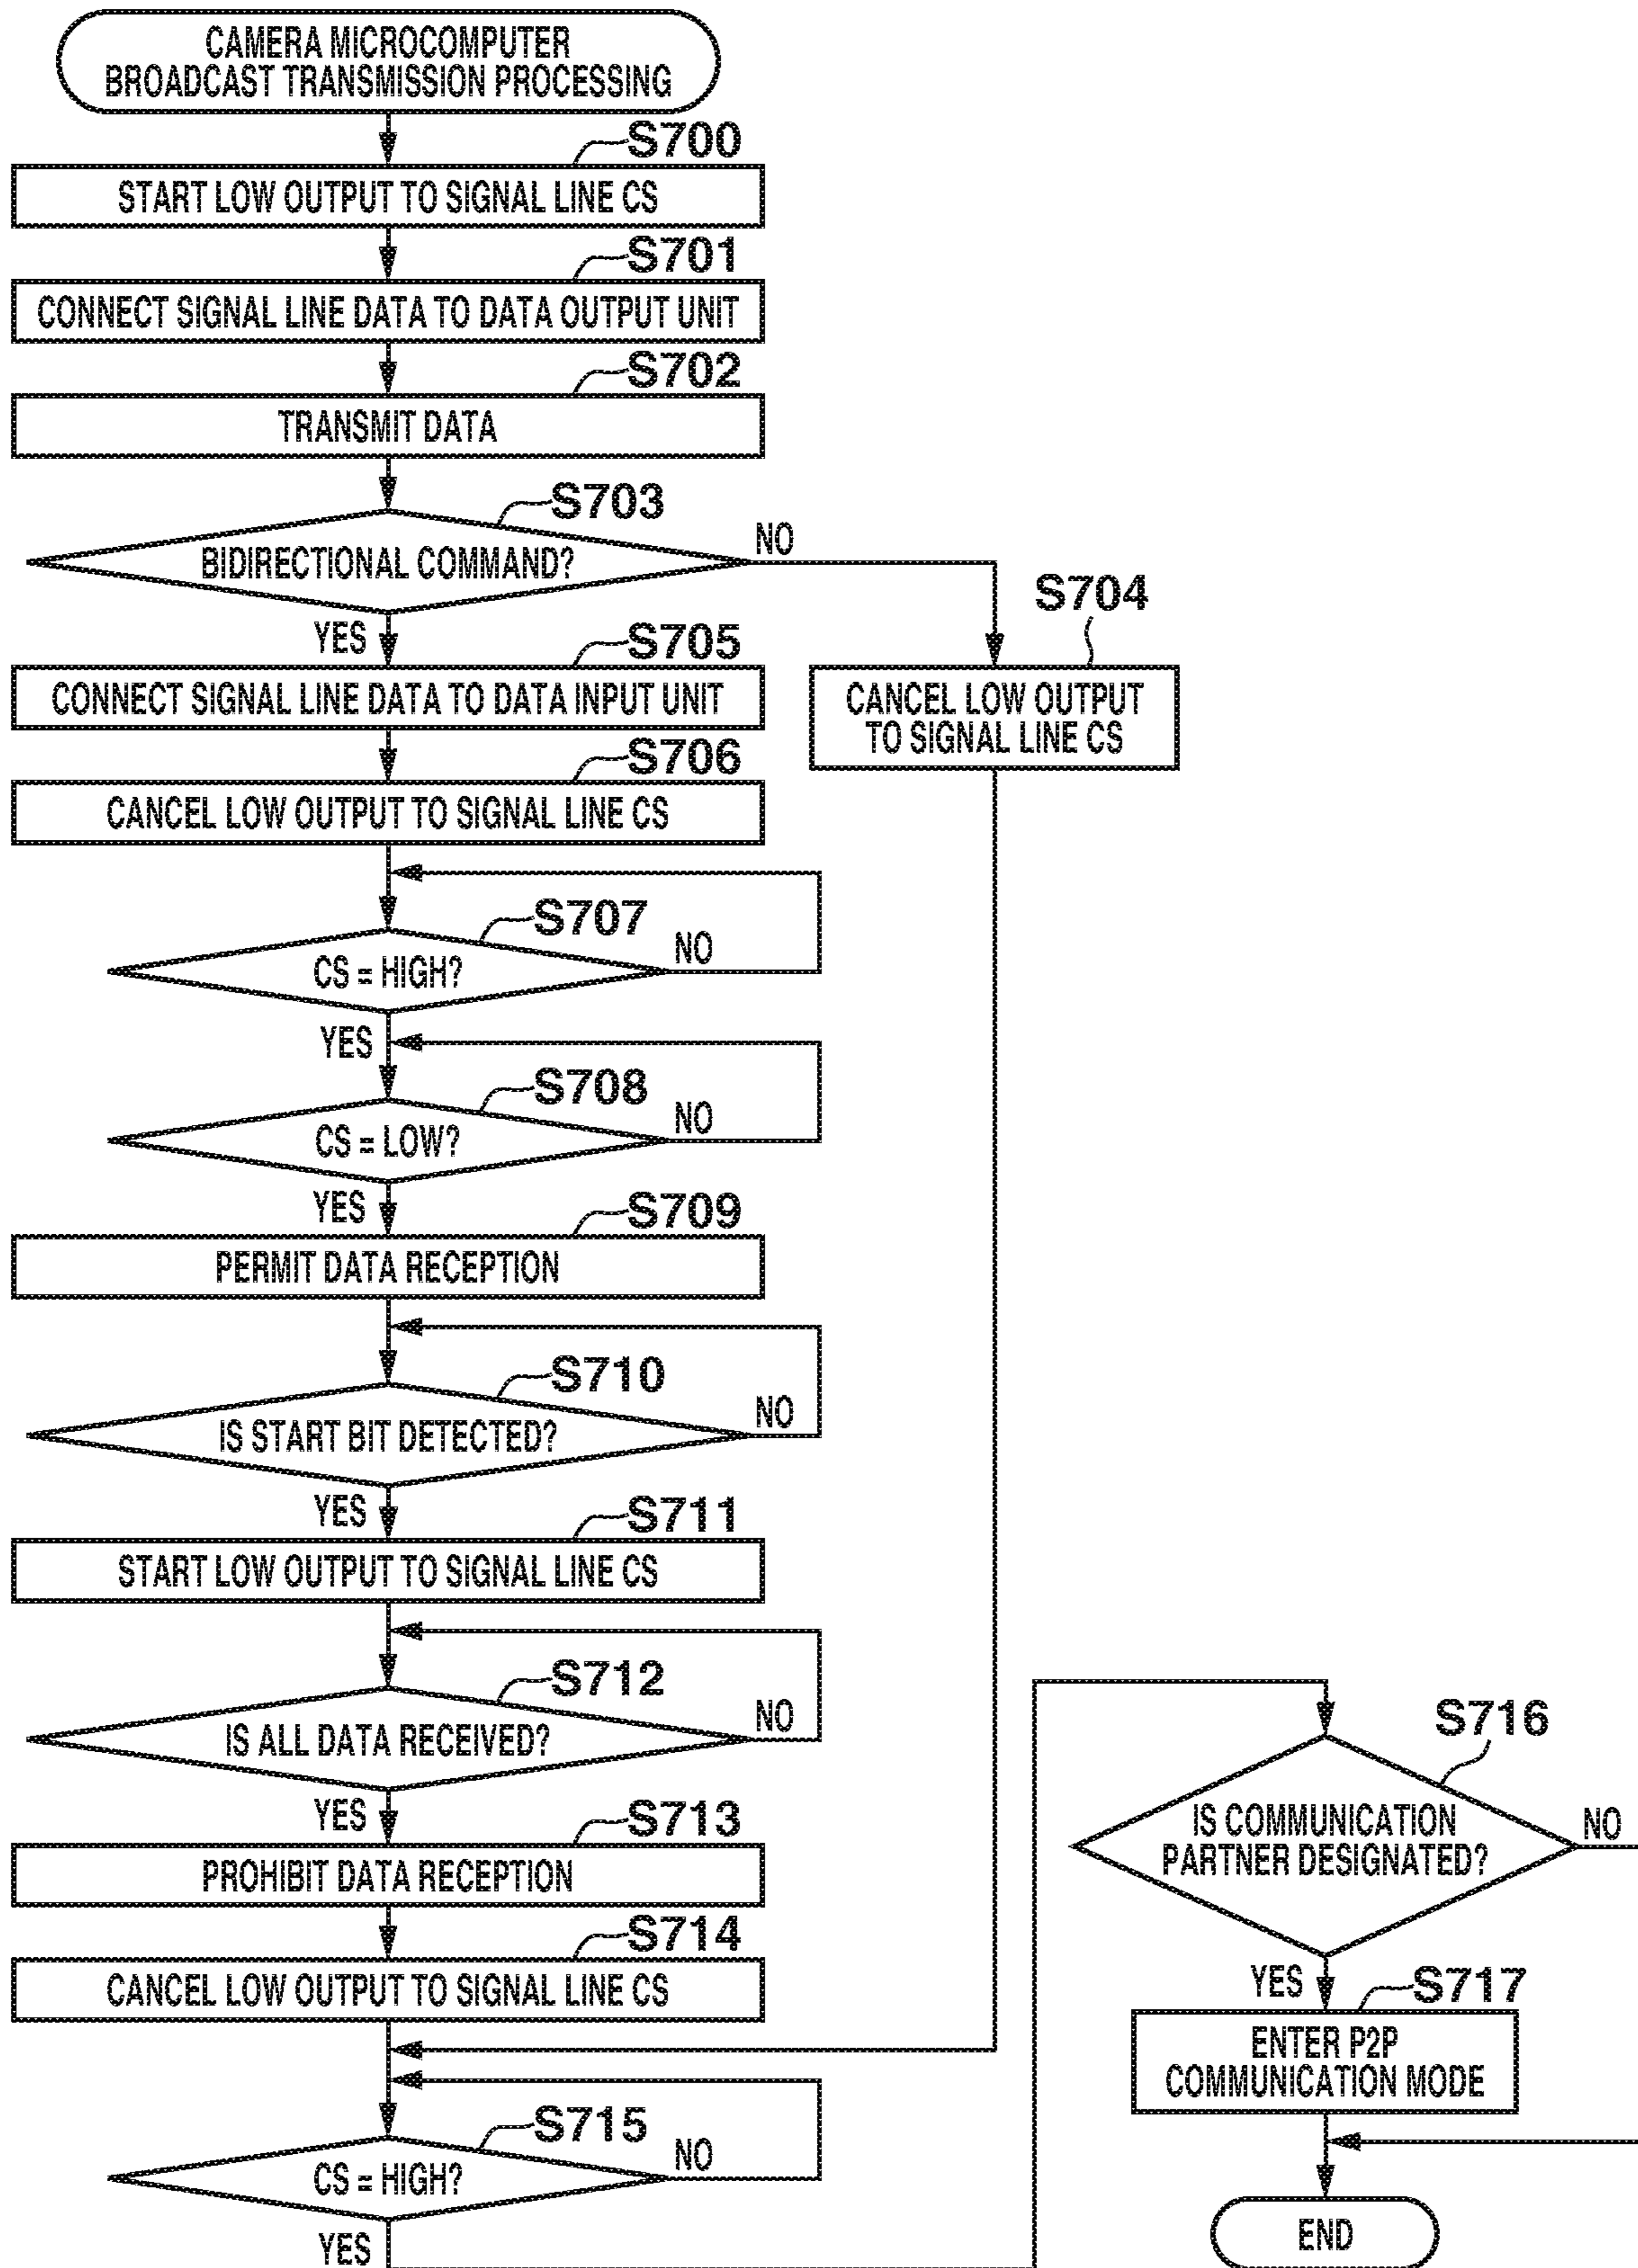 CAMERA MICROCOMPUTER
BROADCAST TRANSMISSION PROCESSING
S700
START LOW OUTPUT TO SIGNAL LINE CS
S701
CONNECT SIGNAL LINE DATA TO DATA OUTPUT UNIT
S702
TRANSMIT DATA
S703
BIDIRECTIONAL COMMAND?
NO
YES
S704
CANCEL LOW OUTPUT
TO SIGNAL LINE CS
S705
CONNECT SIGNAL LINE DATA TO DATA INPUT UNIT
S706
CANCEL LOW OUTPUT TO SIGNAL LINE CS
S707
CS = HIGH?
NO
YES
S708
CS = LOW?
NO
YES
S709
PERMIT DATA RECEPTION
S710
IS START BIT DETECTED?
NO
YES
S711
START LOW OUTPUT TO SIGNAL LINE CS
S712
IS ALL DATA RECEIVED?
NO
YES
S713
PROHIBIT DATA RECEPTION
S714
CANCEL LOW OUTPUT TO SIGNAL LINE CS
S715
CS = HIGH?
NO
YES
S716
IS COMMUNICATION
PARTNER DESIGNATED?
NO
YES
S717
ENTER P2P
COMMUNICATION MODE
END